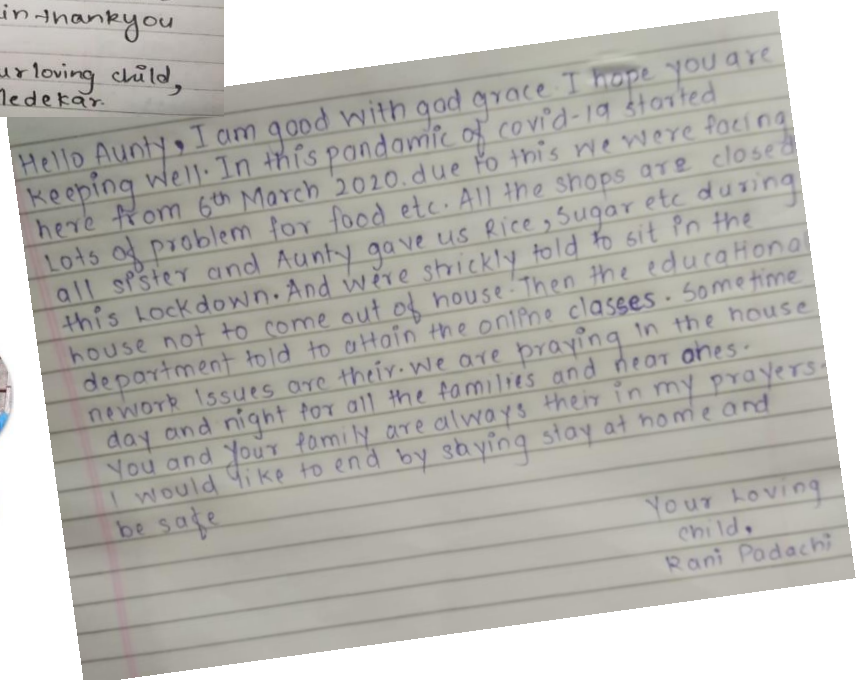 in thankyou
ur loving child,
Medekar.
Hello Aunty, I am good with god grace. I hope you are
keeping well. In this pandamic of covid-19 started
here from 6th March 2020. due to this we were facing
Lots of problem for food etc. All the shops are closed
all sister and Aunty gave us Rice, sugar etc during
this Lockdown. And were strickly told to sit in the
house not to come out of house. Then the educational
department told to attain the online classes. Sometime
nework Issues are their. We are praying in the house
day and night for all the families and near ones.
You and your family are always their in my prayers.
I would like to end by saying stay at home and
be safe
Your Loving
child,
Rani Padachi